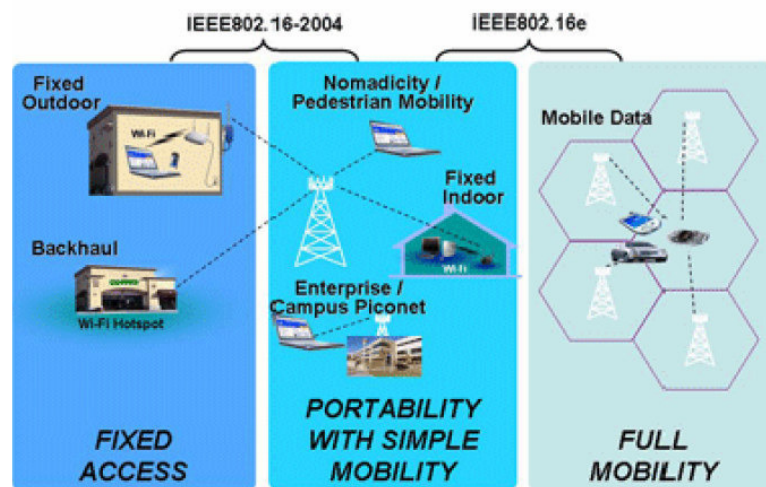 IEEE802.16-2004
IEEE802.16e
Fixed
Outdoor
Wi-Fi
Backhaul
Wi-Fi Hotspot
FIXED
ACCESS
Nomadicity /
Pedestrian Mobility
Fixed
Indoor
Wi-Fi
Enterprise /
Campus Piconet
PORTABILITY
WITH SIMPLE
MOBILITY
Mobile Data
FULL
MOBILITY